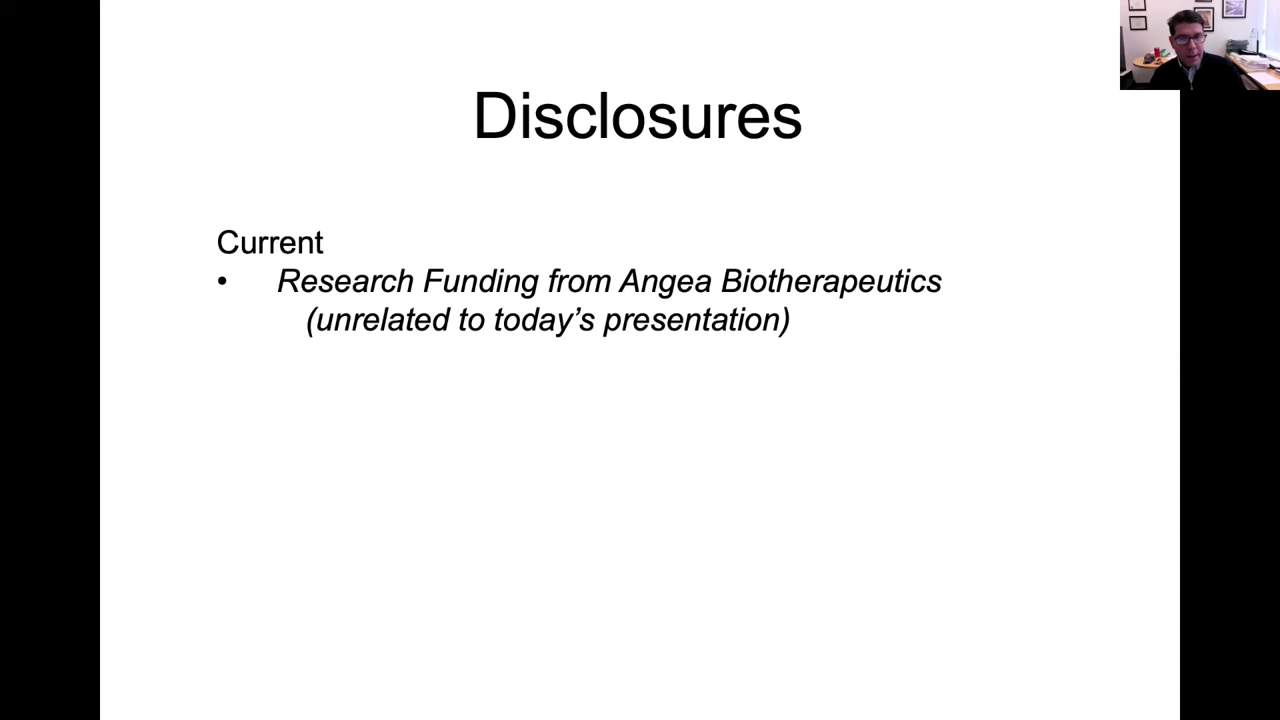 Disclosures
Current
• Research Funding from Angea Biotherapeutics
(unrelated to today’s presentation)